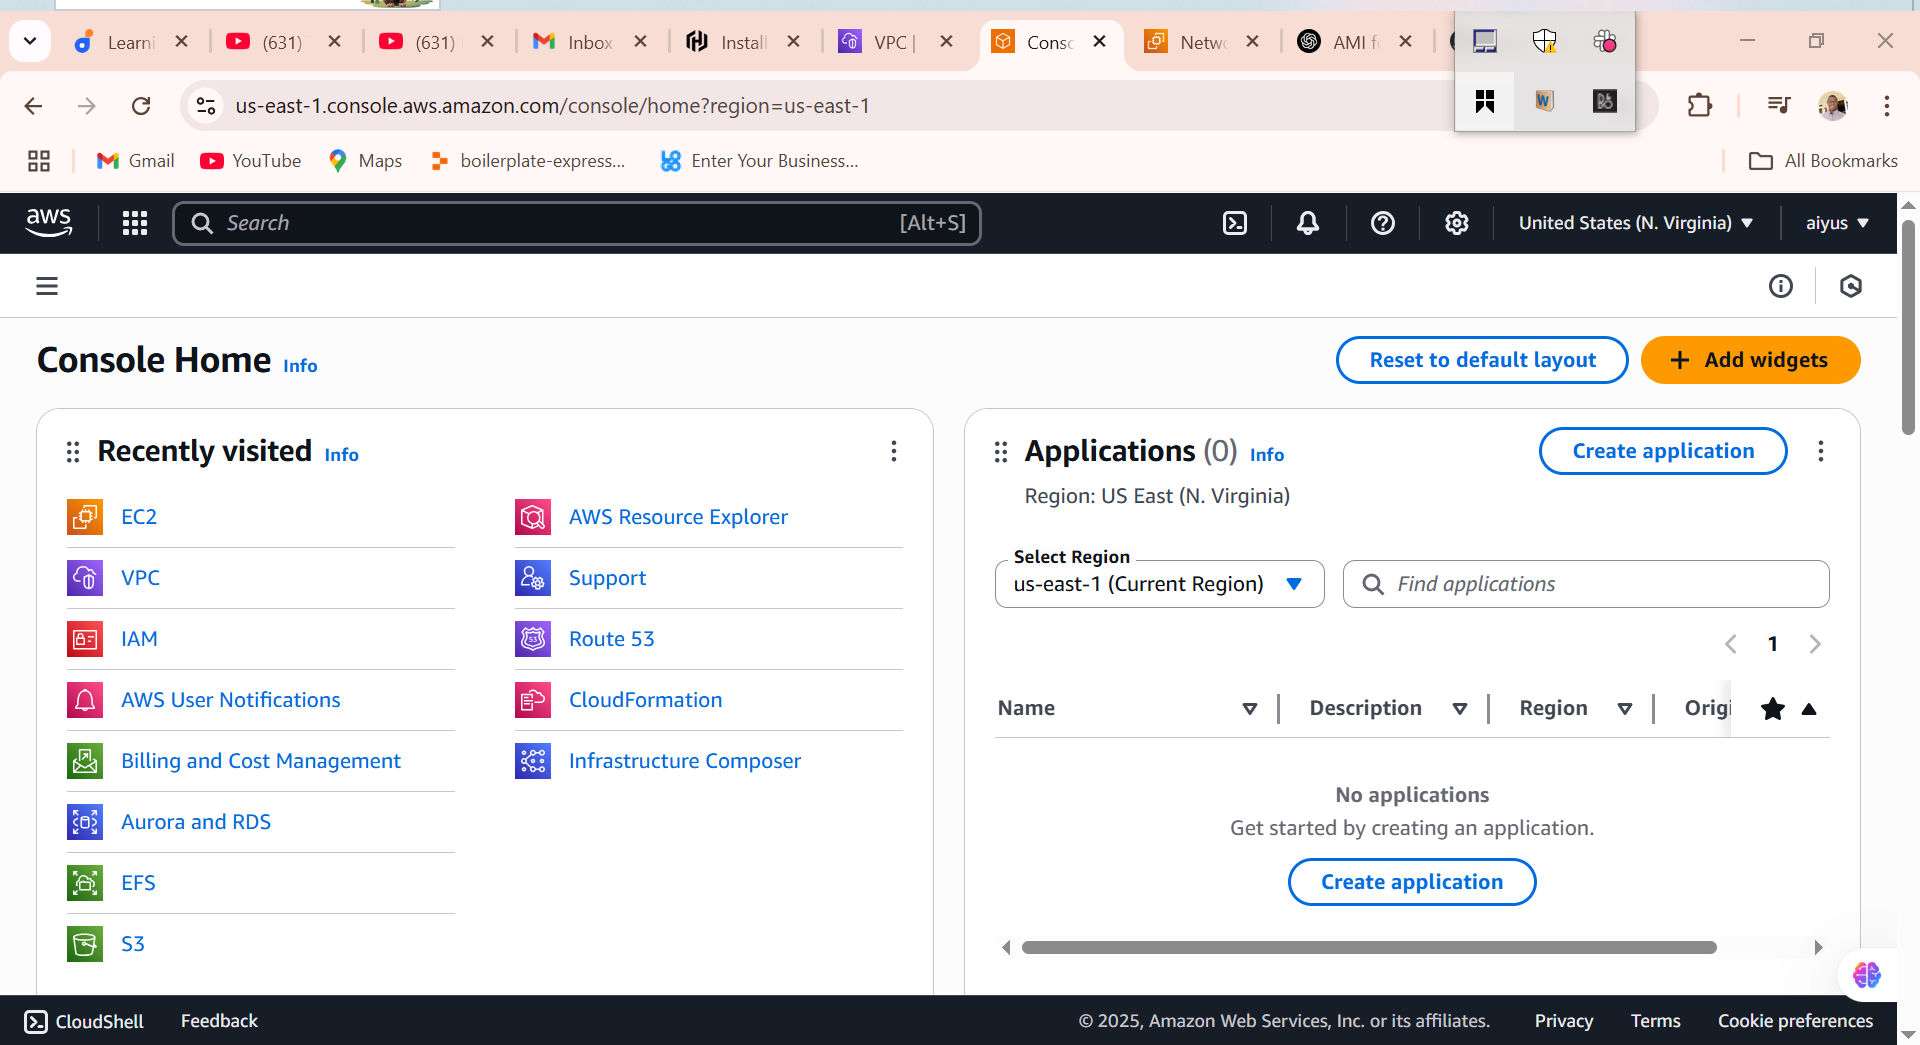 Learni
(631)
(631)
Inbox
Install
VPC |
Conso
Netwo
AMI fo
us-east-1.console.aws.amazon.com/console/home?region=us-east-1
Gmail
YouTube
Maps
boilerplate-express...
Enter Your Business...
All Bookmarks
aws
Search
[Alt+S]
United States (N. Virginia)
aiyus
Console Home Info
Reset to default layout
+ Add widgets
Recently visited Info
EC2
VPC
IAM
AWS User Notifications
Billing and Cost Management
Aurora and RDS
EFS
S3
AWS Resource Explorer
Support
Route 53
CloudFormation
Infrastructure Composer
Applications (0) Info
Create application
Region: US East (N. Virginia)
Select Region
us-east-1 (Current Region)
Find applications
1
Name
Description
Region
Origi
No applications
Get started by creating an application.
Create application
CloudShell
Feedback
© 2025, Amazon Web Services, Inc. or its affiliates.
Privacy
Terms
Cookie preferences